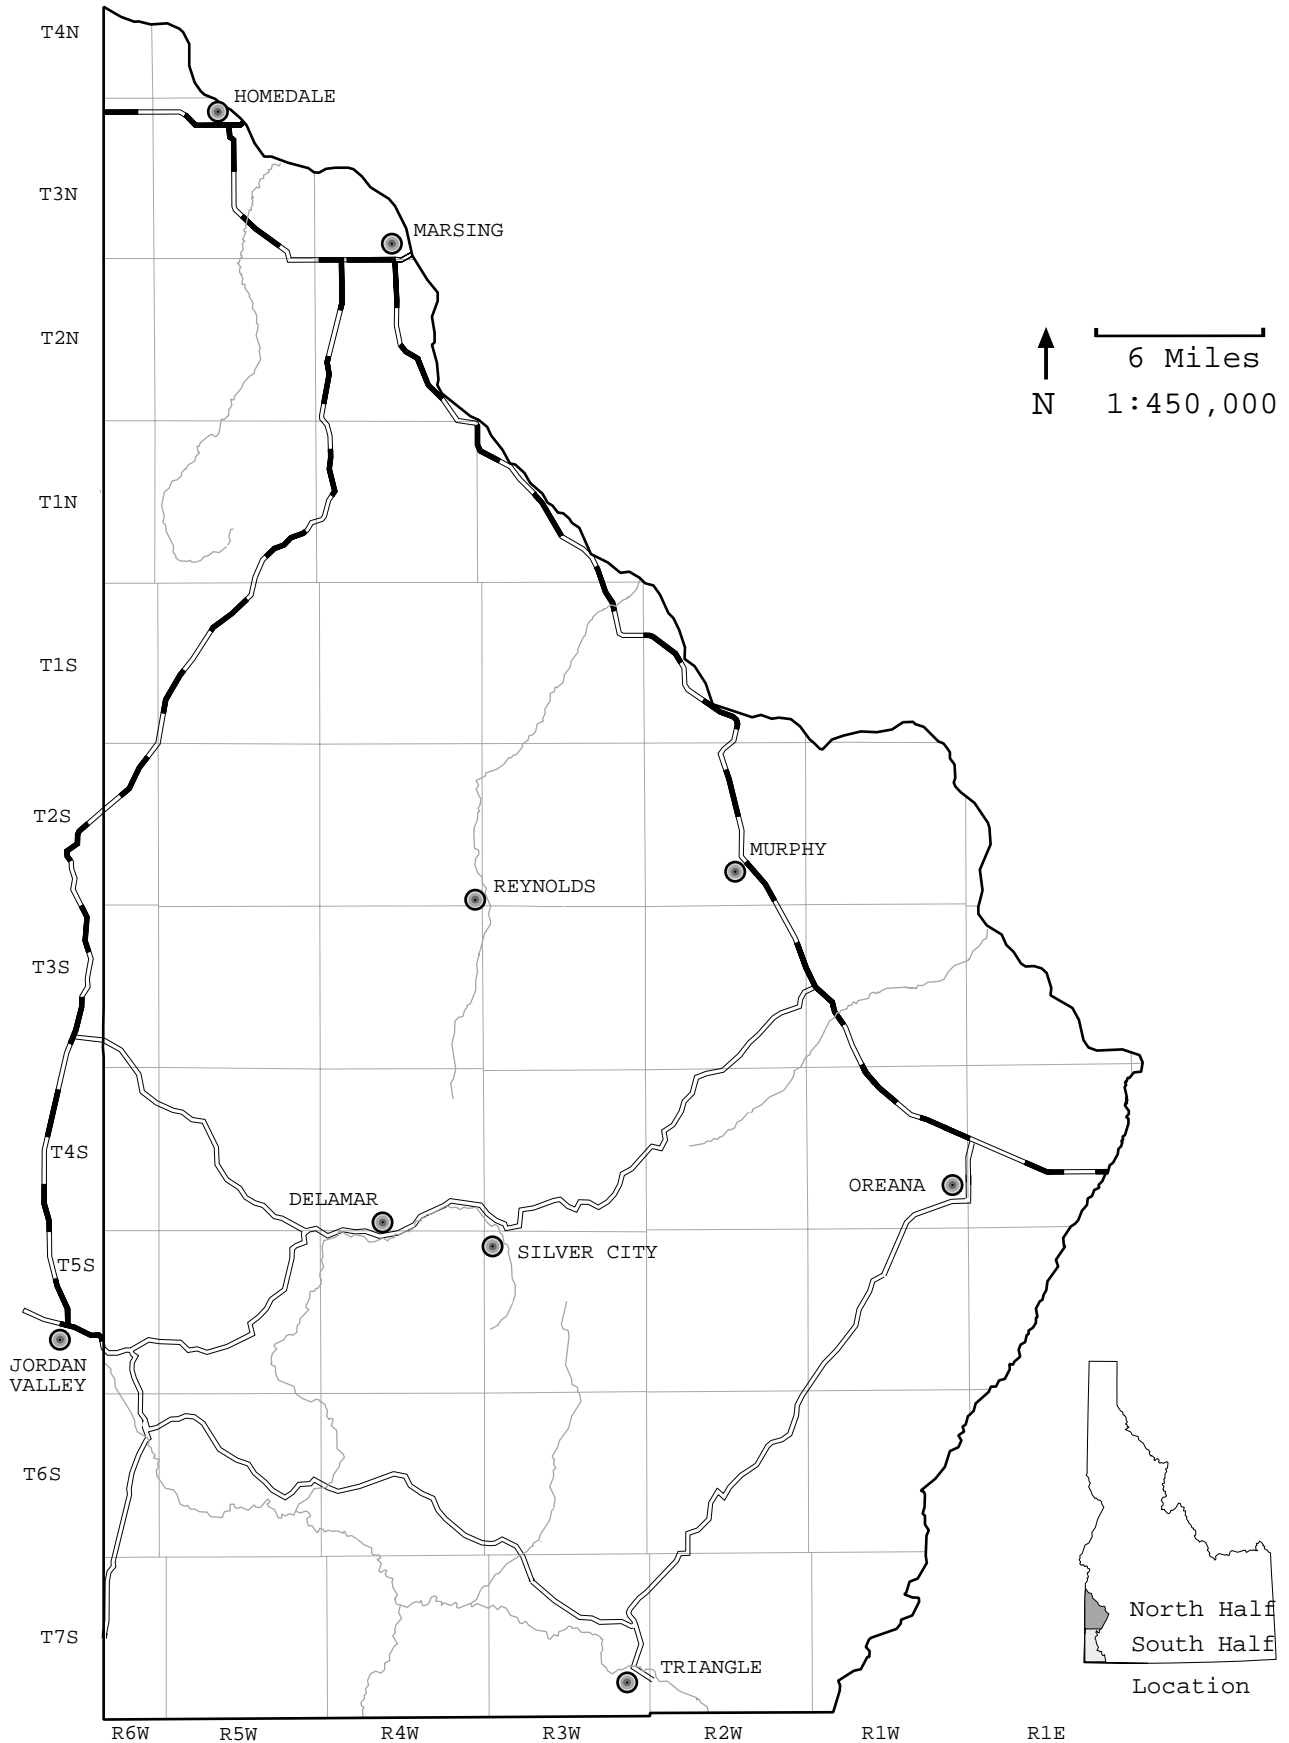 T4N
HOMEDALE
T3N
MARSING
T2N
6 Miles
N 1:450,000
T1N
T1S
T2S
MURPHY
REYNOLDS
T3S
T4S
OREANA
DELAMAR
SILVER CITY
T5S
JORDAN
VALLEY
T6S
North Half
T7S
South Half
TRIANGLE
Location
R6W R5W R4W R3W R2W R1W R1E